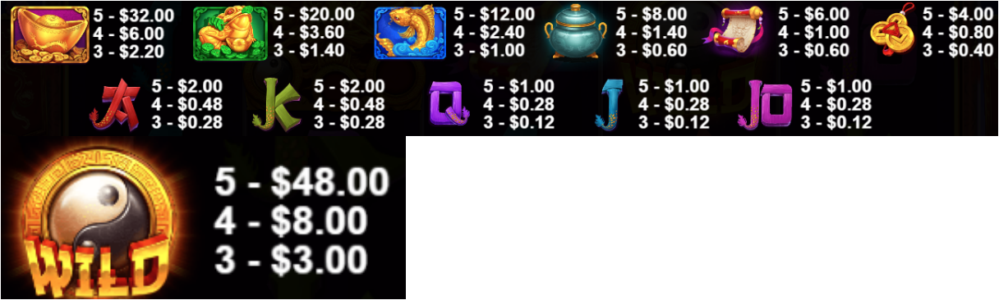 5 - $32.00
4 - $6.00
3 - $2.20
5 - $20.00
4 - $3.60
3 - $1.40
5 - $12.00
4 - $2.40
3 - $1.00
5 - $8.00
4 - $1.40
3 - $0.60
5 - $6.00
4 - $1.00
3 - $0.60
5 - $4.00
4 - $0.80
3 - $0.40
A
5 - $2.00
4 - $0.48
3 - $0.28
K
5 - $2.00
4 - $0.48
3 - $0.28
Q
5 - $1.00
4 - $0.28
3 - $0.12
J
5 - $1.00
4 - $0.28
3 - $0.12
10
5 - $1.00
4 - $0.28
3 - $0.12
WILD
5 - $48.00
4 - $8.00
3 - $3.00